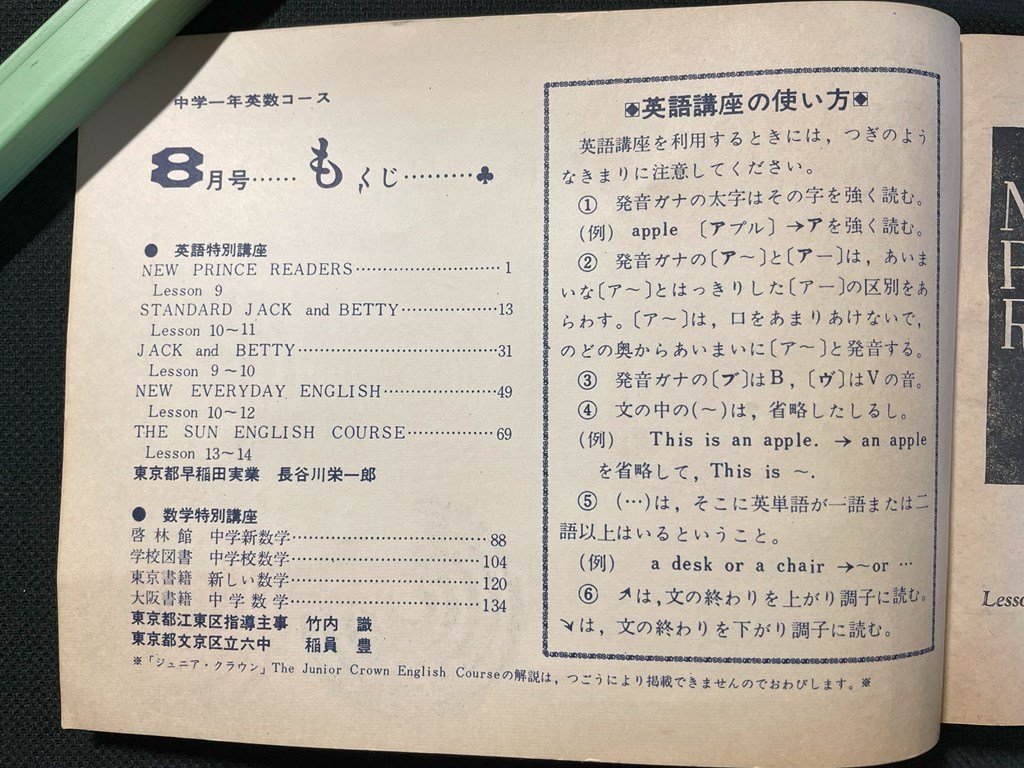 中学一年英数コース
8月号…… もくじ………♣
● 英語特別講座
NEW PRINCE READERS………………………1
Lesson 9
STANDARD JACK and BETTY………………13
Lesson 10〜11
JACK and BETTY………………………………31
Lesson 9〜10
NEW EVERYDAY ENGLISH…………………49
Lesson 10〜12
THE SUN ENGLISH COURSE……………69
Lesson 13〜14
東京都早稲田実業 長谷川栄一郎
● 数学特別講座
啓林館 中学新数学………………………………88
学校図書 中学校数学……………………………104
東京書籍 新しい数学……………………………120
大阪書籍 中学数学………………………………134
東京都江東区指導主事 竹内 識
東京都文京区立六中 稲員 豊
※「ジュニア・クラウン」The Junior Crown English Courseの解説は，つごうにより掲載できませんのでおわびします。※
◈英語講座の使い方◈
英語講座を利用するときには，つぎのよう
なきまりに注意してください。
① 発音ガナの太字はその字を強く読む。
(例) apple 〔アプル〕→アを強く読む。
② 発音ガナの〔ア〜〕と〔アー〕は，あいま
いな〔ア〜〕とはっきりした〔アー〕の区別をあ
らわす。〔ア〜〕は，口をあまりあけないで，
のどの奥からあいまいに〔ア〜〕と発音する。
③ 発音ガナの〔ブ〕はB，〔ヴ〕はVの音。
④ 文の中の(〜)は，省略したしるし。
(例) This is an apple. → an apple
を省略して，This is 〜.
⑤ (…)は，そこに英単語が一語または二
語以上はいるということ。
(例) a desk or a chair →〜or …
⑥ ↗は，文の終わりを上がり調子に読む。
↘は，文の終わりを下がり調子に読む。